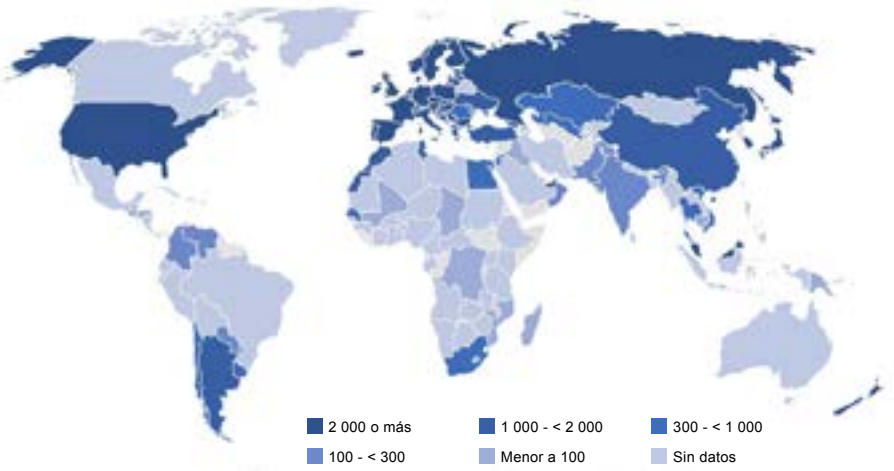 2 000 o más
1 000 - < 2 000
300 - < 1 000
100 - < 300
Menor a 100
Sin datos